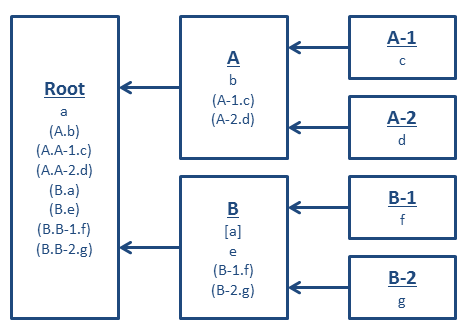 Root
a
(A.b)
(A.A-1.c)
(A.A-2.d)
(B.a)
(B.e)
(B.B-1.f)
(B.B-2.g)
A
b
(A-1.c)
(A-2.d)
B
[a]
e
(B-1.f)
(B-2.g)
A-1
c
A-2
d
B-1
f
B-2
g